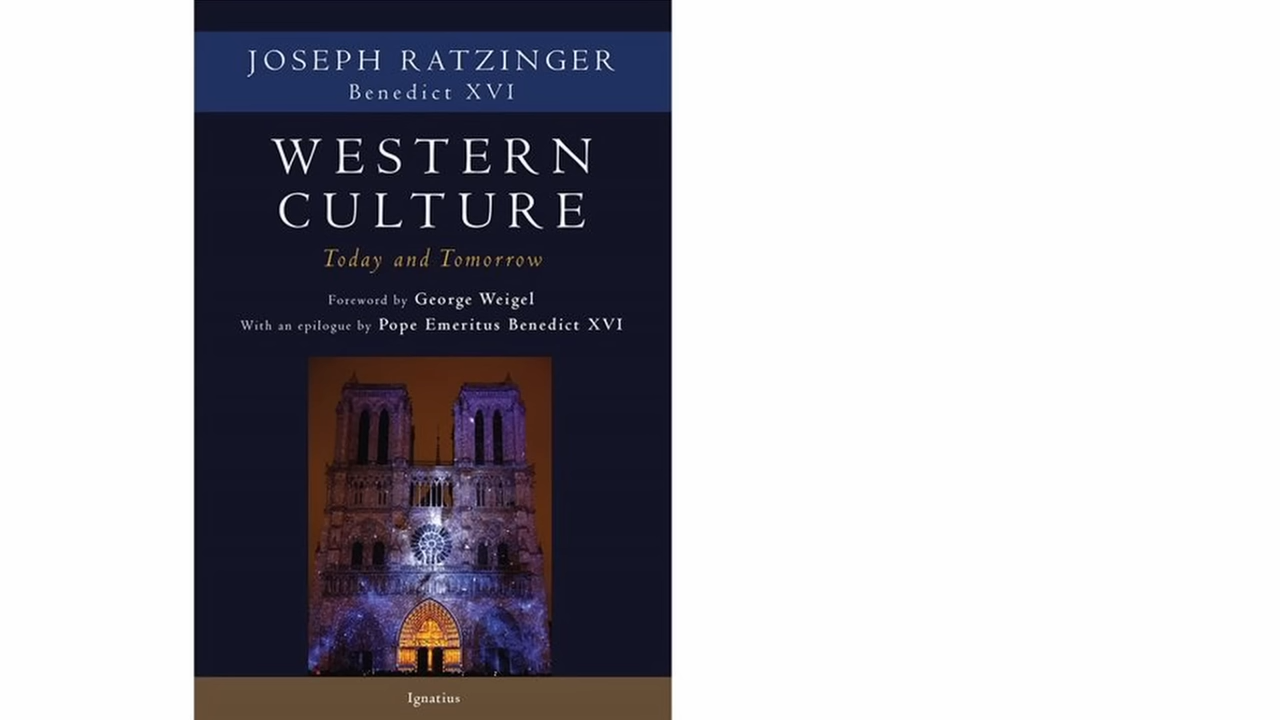 JOSEPH RATZINGER
Benedict XVI
WESTERN
CULTURE
Today and Tomorrow
Foreword by George Weigel
With an epilogue by Pope Emeritus Benedict XVI
Ignatius